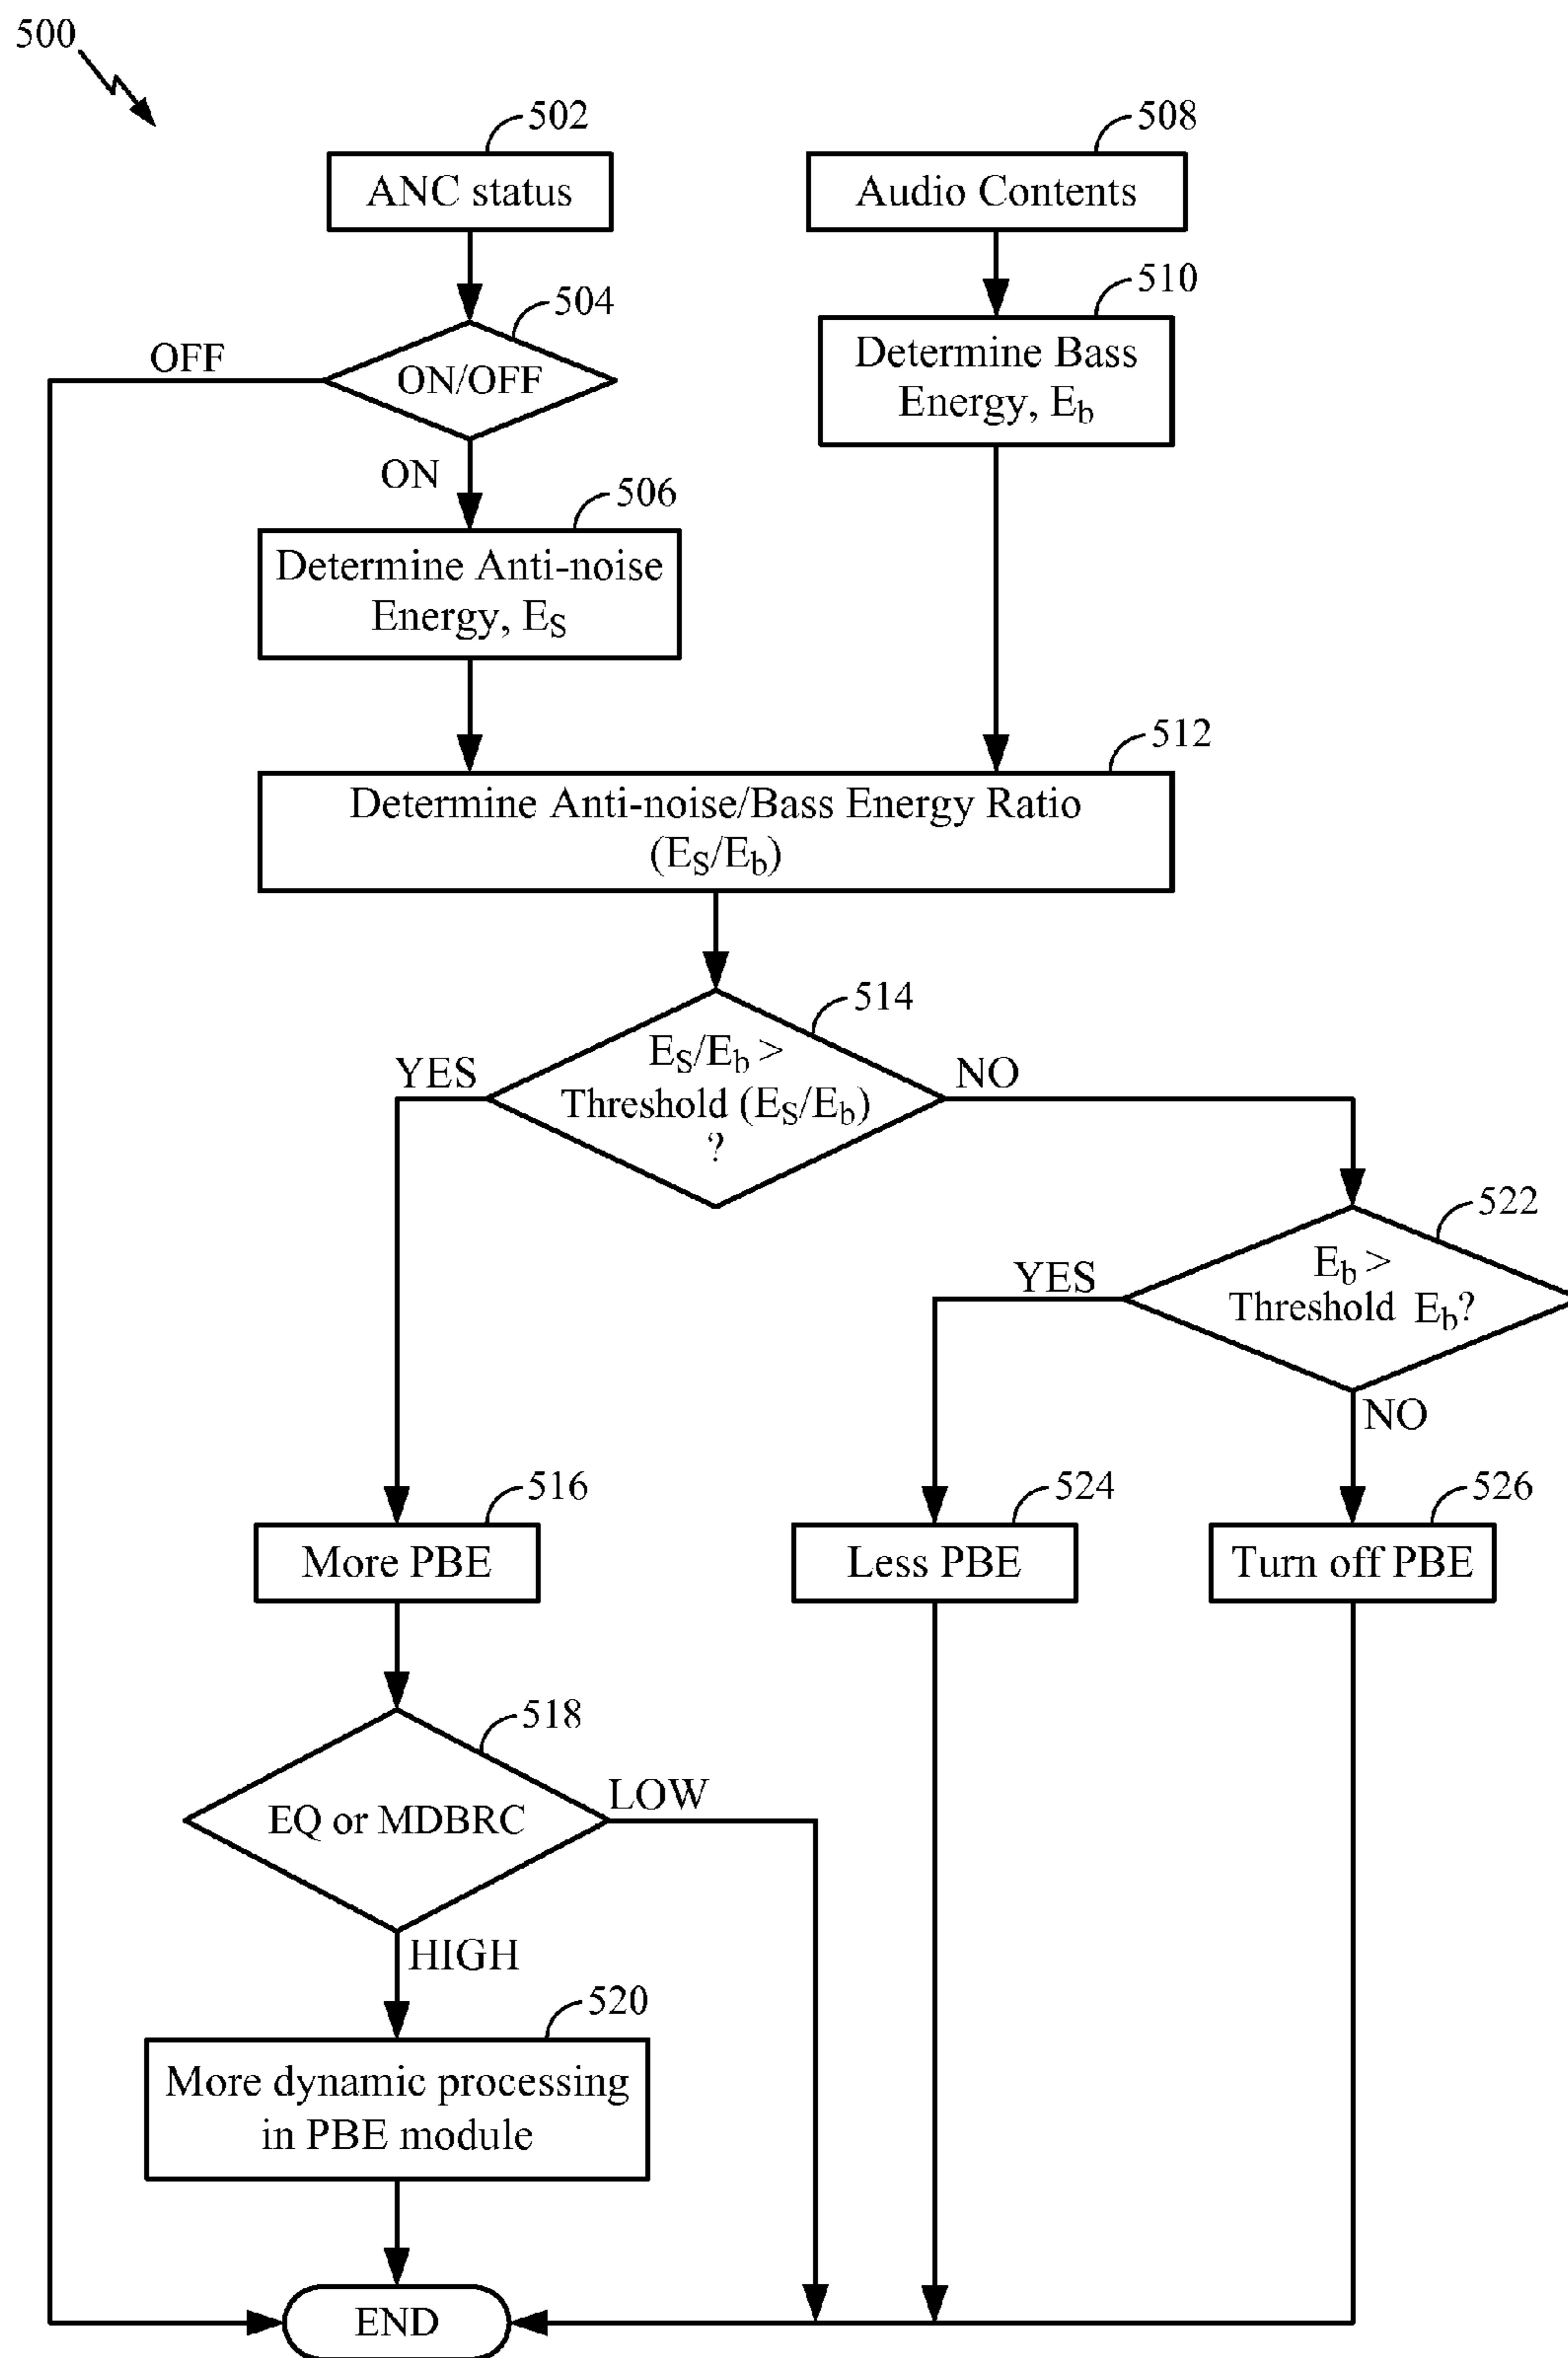 500
502
ANC status
508
Audio Contents
504
ON/OFF
OFF
ON
510
Determine Bass
Energy, Eb
506
Determine Anti-noise
Energy, ES
512
Determine Anti-noise/Bass Energy Ratio
(ES/Eb)
514
ES/Eb >
Threshold (ES/Eb)
?
YES
NO
522
Eb >
Threshold Eb?
YES
NO
516
More PBE
524
Less PBE
526
Turn off PBE
518
EQ or MDBRC
LOW
HIGH
520
More dynamic processing
in PBE module
END